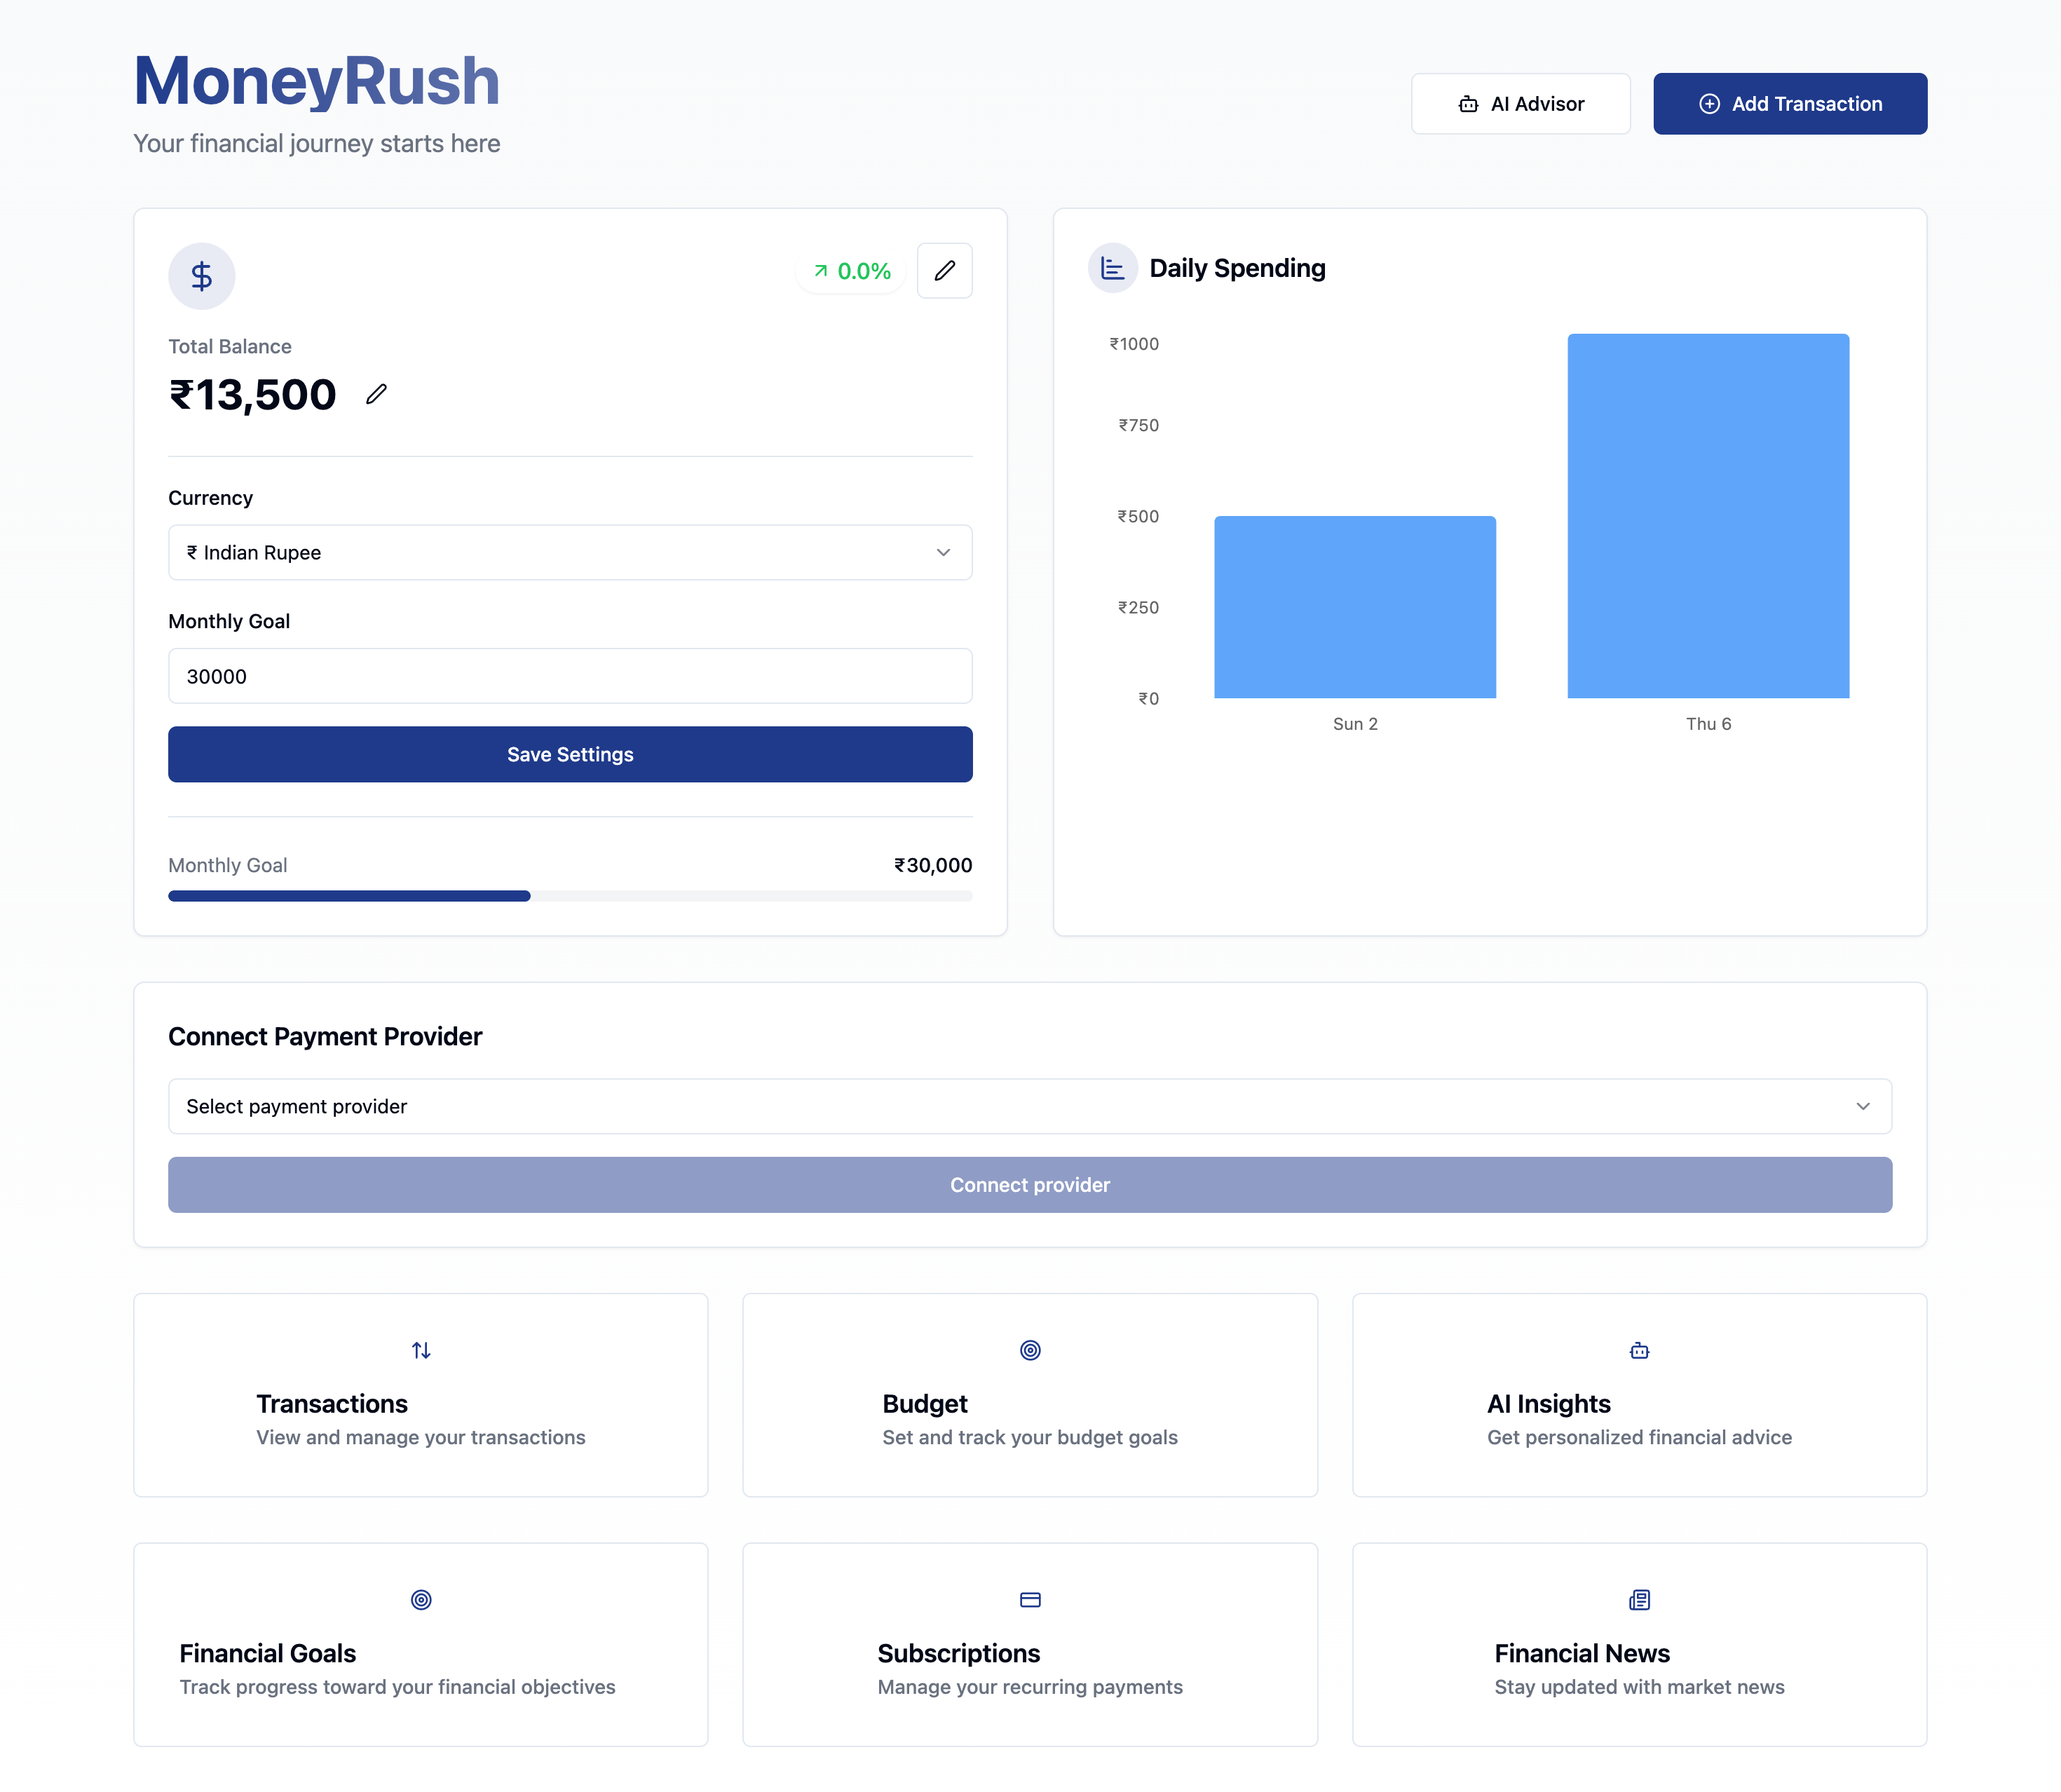 MoneyRush
Your financial journey starts here
AI Advisor
Add Transaction
0.0%
Total Balance
₹13,500
Currency
₹ Indian Rupee
Monthly Goal
30000
Save Settings
Monthly Goal
₹30,000
Daily Spending
₹1000
₹750
₹500
₹250
₹0
Sun 2
Thu 6
Connect Payment Provider
Select payment provider
Connect provider
Transactions
View and manage your transactions
Budget
Set and track your budget goals
AI Insights
Get personalized financial advice
Financial Goals
Track progress toward your financial objectives
Subscriptions
Manage your recurring payments
Financial News
Stay updated with market news